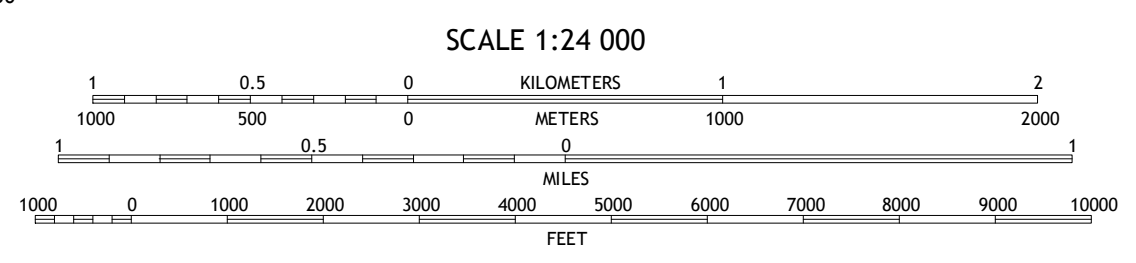 SCALE 1:24 000
1 0.5 0 KILOMETERS 1 2
1000 500 0 METERS 1000 2000
1 0.5 0 1
MILES
1000 0 1000 2000 3000 4000 5000 6000 7000 8000 9000 10000
FEET